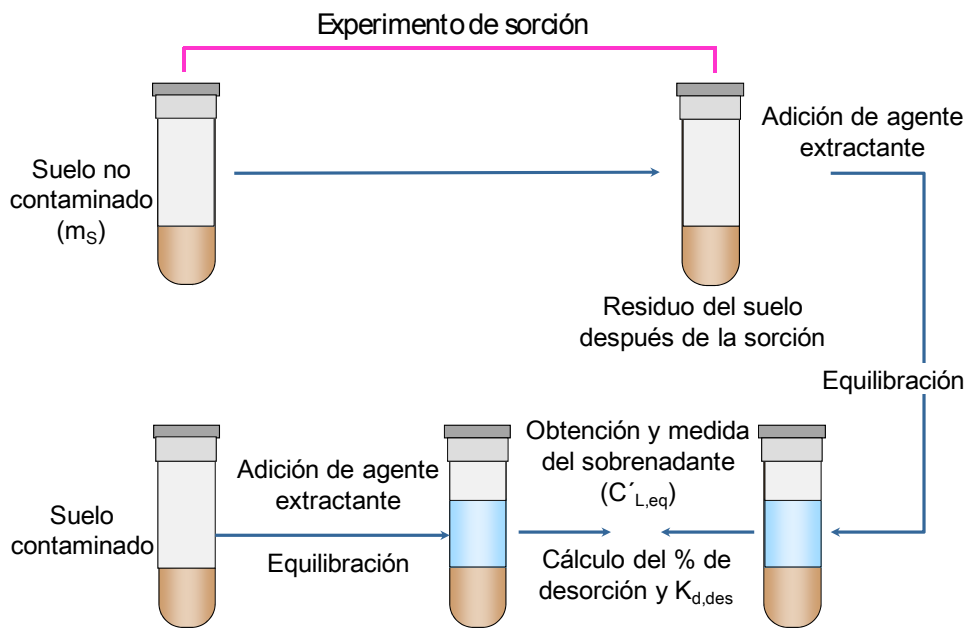 Experimento de sorción
Suelo no
contaminado
(mS)
Adición de agente
extractante
Residuo del suelo
después de la sorción
Equilibración
Suelo
contaminado
Adición de agente
extractante
Equilibración
Obtención y medida
del sobrenadante
(C´L,eq)
Cálculo del % de
desorción y Kd,des